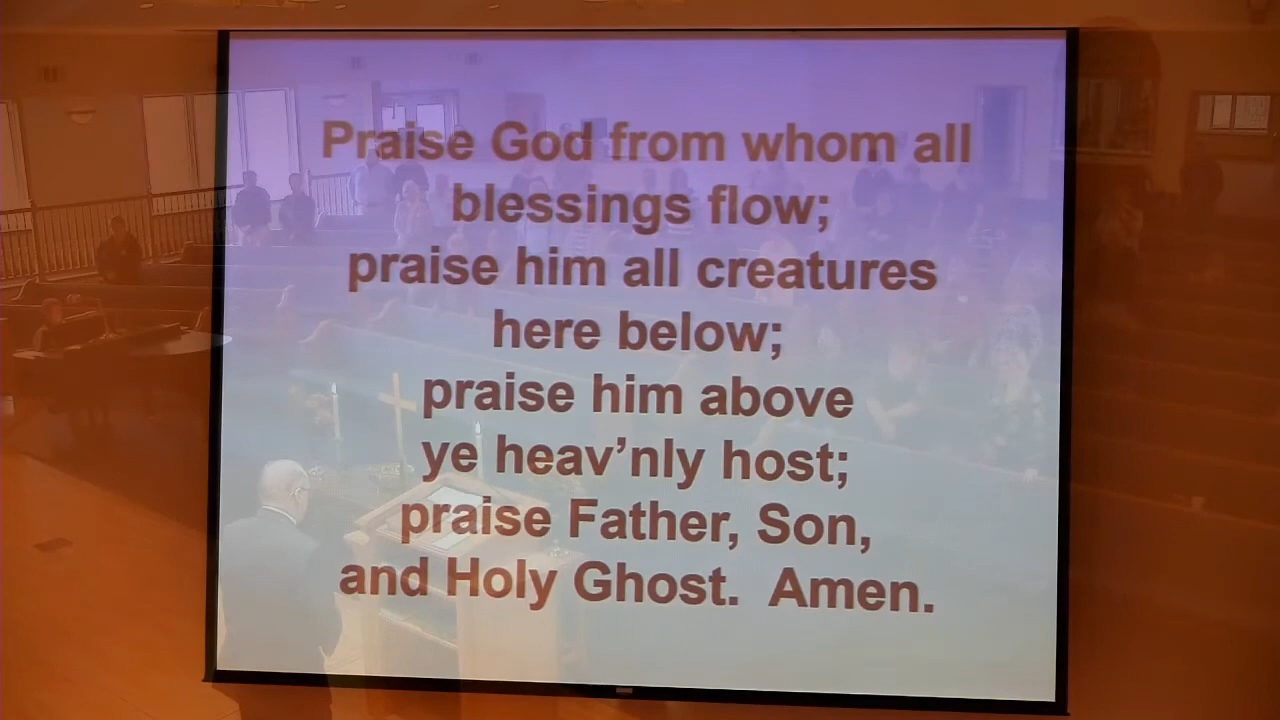 Praise God from whom all
blessings flow;
praise him all creatures
here below;
praise him above
ye heav’nly host;
praise Father, Son,
and Holy Ghost.  Amen.